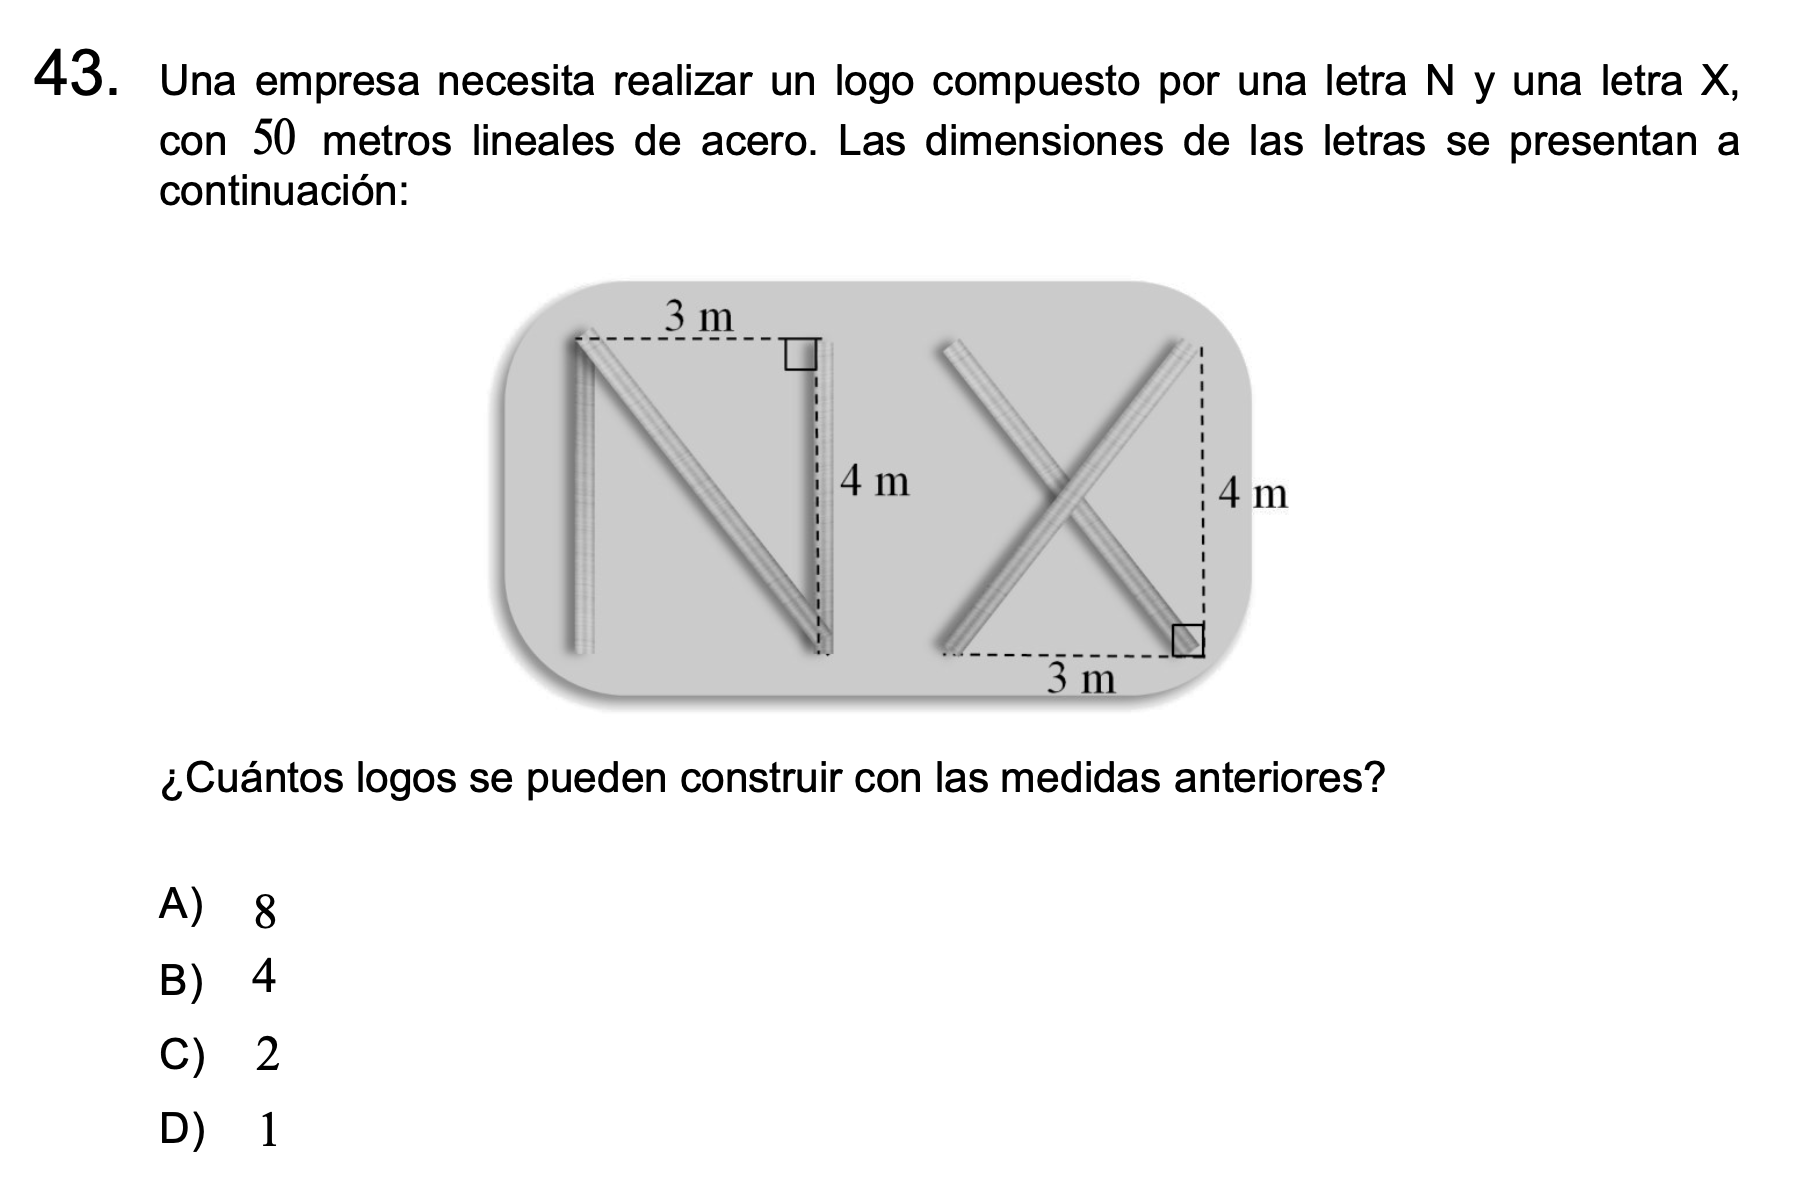 43. Una empresa necesita realizar un logo compuesto por una letra N y una letra X,
con 50 metros lineales de acero. Las dimensiones de las letras se presentan a
continuación:
3 m
4 m
4 m
3 m
¿Cuántos logos se pueden construir con las medidas anteriores?
A) 8
B) 4
C) 2
D) 1